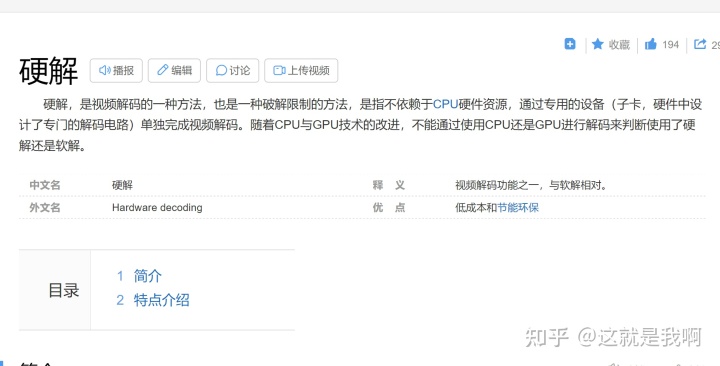 收藏 194 29
硬解 播报 编辑 讨论 上传视频
硬解，是视频解码的一种方法，也是一种破解限制的方法，是指不依赖于CPU硬件资源，通过专用的设备（子卡，硬件中设
计了专门的解码电路）单独完成视频解码。随着CPU与GPU技术的改进，不能通过使用CPU还是GPU进行解码来判断使用了硬
解还是软解。
中文名 硬解 释 义 视频解码功能之一，与软解相对。
外文名 Hardware decoding 优 点 低成本和节能环保
目录
1 简介
2 特点介绍
知乎 @这就是我啊